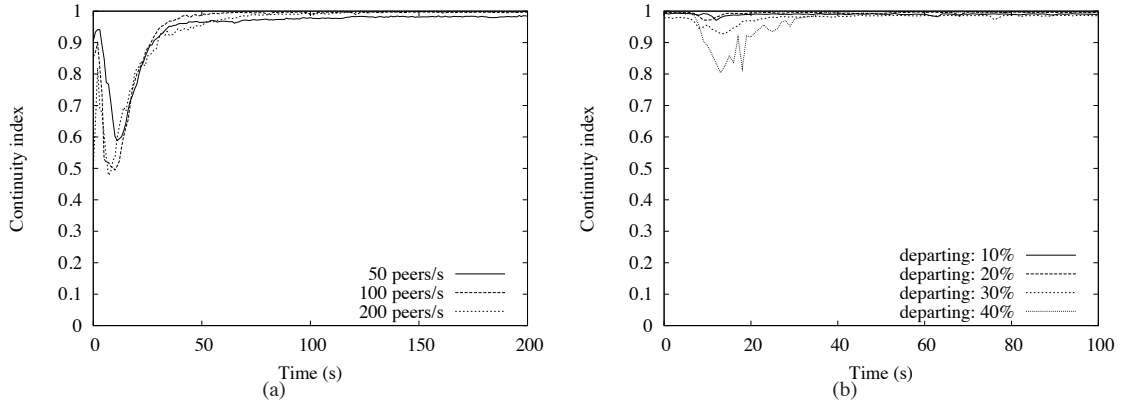 1
0.9
0.8
0.7
0.6
0.5
0.4
0.3
0.2
0.1
0
Continuity index
50 peers/s
100 peers/s
200 peers/s
0 50 100 150 200
Time (s)
(a)
1
0.9
0.8
0.7
0.6
0.5
0.4
0.3
0.2
0.1
0
Continuity index
departing: 10%
departing: 20%
departing: 30%
departing: 40%
0 20 40 60 80 100
Time (s)
(b)